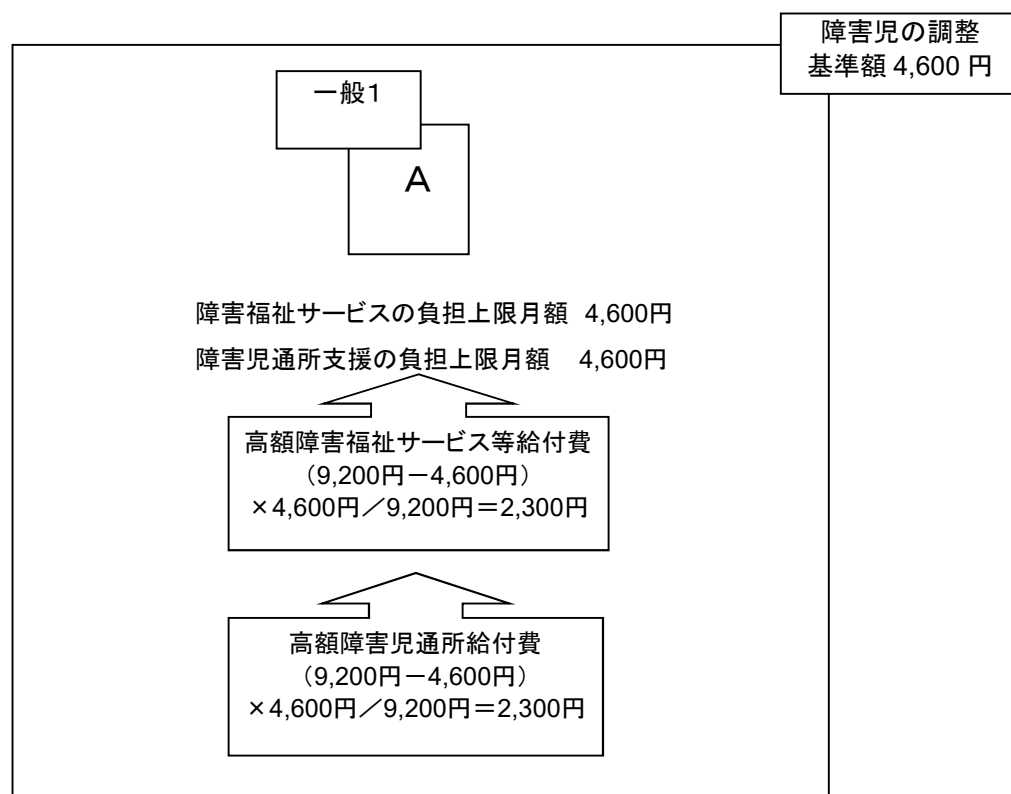 障害児の調整
基準額 4,600 円
一般1
A
障害福祉サービスの負担上限月額 4,600円
障害児通所支援の負担上限月額 4,600円
高額障害福祉サービス等給付費
(9,200円-4,600円)
×4,600円/9,200円=2,300円
高額障害児通所給付費
(9,200円-4,600円)
×4,600円/9,200円=2,300円